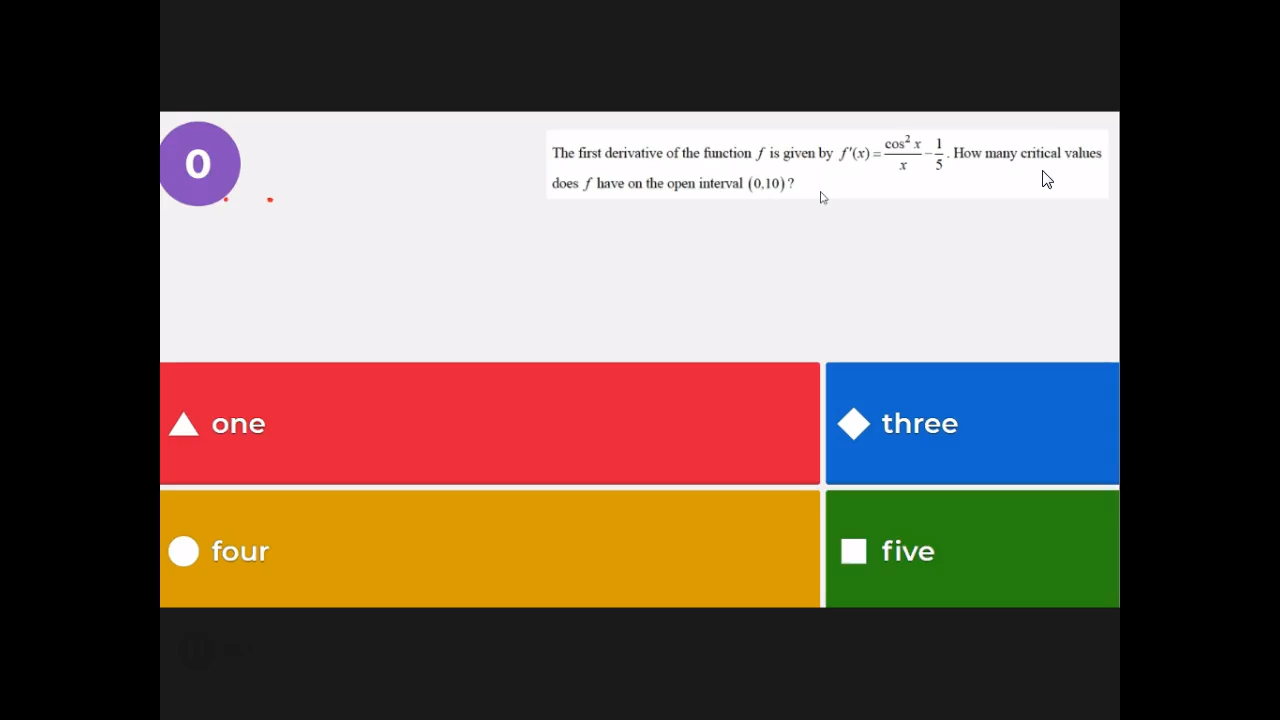 0
The first derivative of the function f is given by f'(x) = cos² x / x − 1/5 . How many critical values
does f have on the open interval (0,10) ?
one
three
four
five